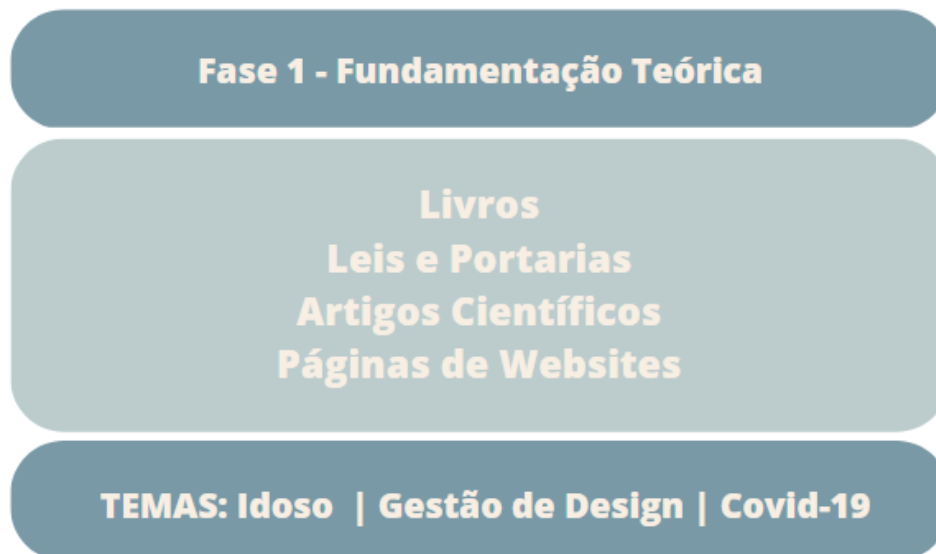 Fase 1 - Fundamentação Teórica
Livros
Leis e Portarias
Artigos Científicos
Páginas de Websites
TEMAS: Idoso | Gestão de Design | Covid-19